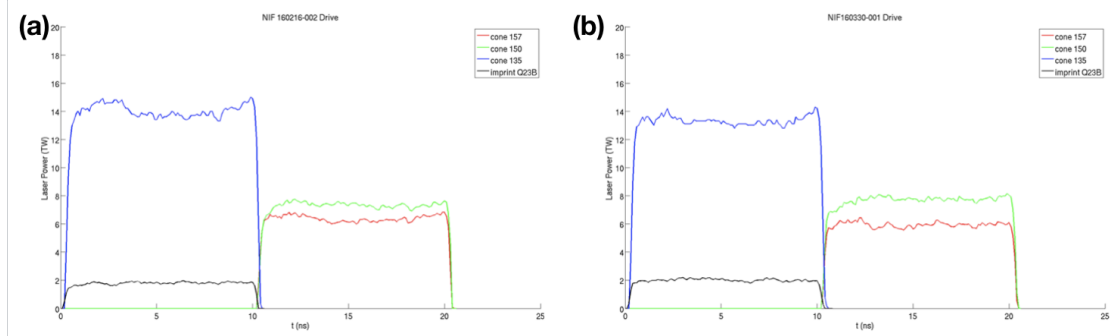 (a)
NIF 160216-002 Drive
cone 157
cone 150
cone 135
imprint Q23B
Laser Power (TW)
20
18
16
14
12
10
8
6
4
2
0
0 5 10 15 20 25
t (ns)
(b)
NIF160330-001 Drive
cone 157
cone 150
cone 135
imprint Q23B
Laser Power (TW)
20
18
16
14
12
10
8
6
4
2
0
0 5 10 15 20 25
t (ns)